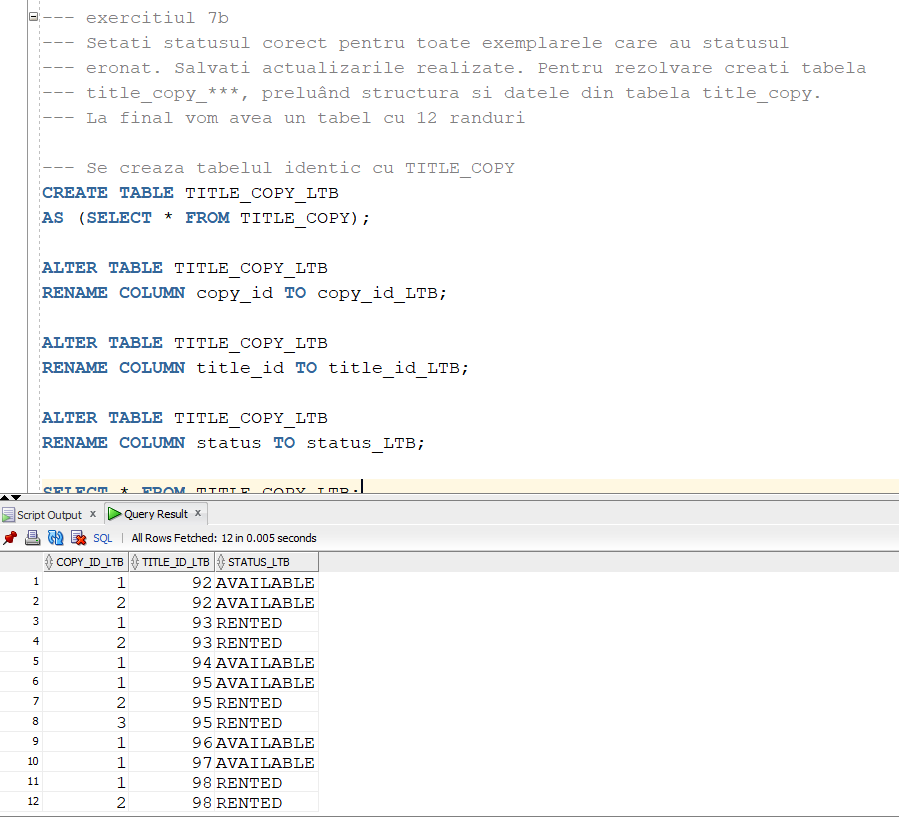 --- exercitiul 7b
--- Setati statusul corect pentru toate exemplarele care au statusul
--- eronat. Salvati actualizarile realizate. Pentru rezolvare creati tabela
--- title_copy_***, preluând structura si datele din tabela title_copy.
--- La final vom avea un tabel cu 12 randuri
--- Se creaza tabelul identic cu TITLE_COPY
CREATE TABLE TITLE_COPY_LTB
AS (SELECT * FROM TITLE_COPY);
ALTER TABLE TITLE_COPY_LTB
RENAME COLUMN copy_id TO copy_id_LTB;
ALTER TABLE TITLE_COPY_LTB
RENAME COLUMN title_id TO title_id_LTB;
ALTER TABLE TITLE_COPY_LTB
RENAME COLUMN status TO status_LTB;
SELECT * FROM TITLE_COPY_LTB;
Script Output x Query Result x
SQL | All Rows Fetched: 12 in 0.005 seconds
COPY_ID_LTB TITLE_ID_LTB STATUS_LTB
1 1 92 AVAILABLE
2 2 92 AVAILABLE
3 1 93 RENTED
4 2 93 RENTED
5 1 94 AVAILABLE
6 1 95 AVAILABLE
7 2 95 RENTED
8 3 95 RENTED
9 1 96 AVAILABLE
10 1 97 AVAILABLE
11 1 98 RENTED
12 2 98 RENTED